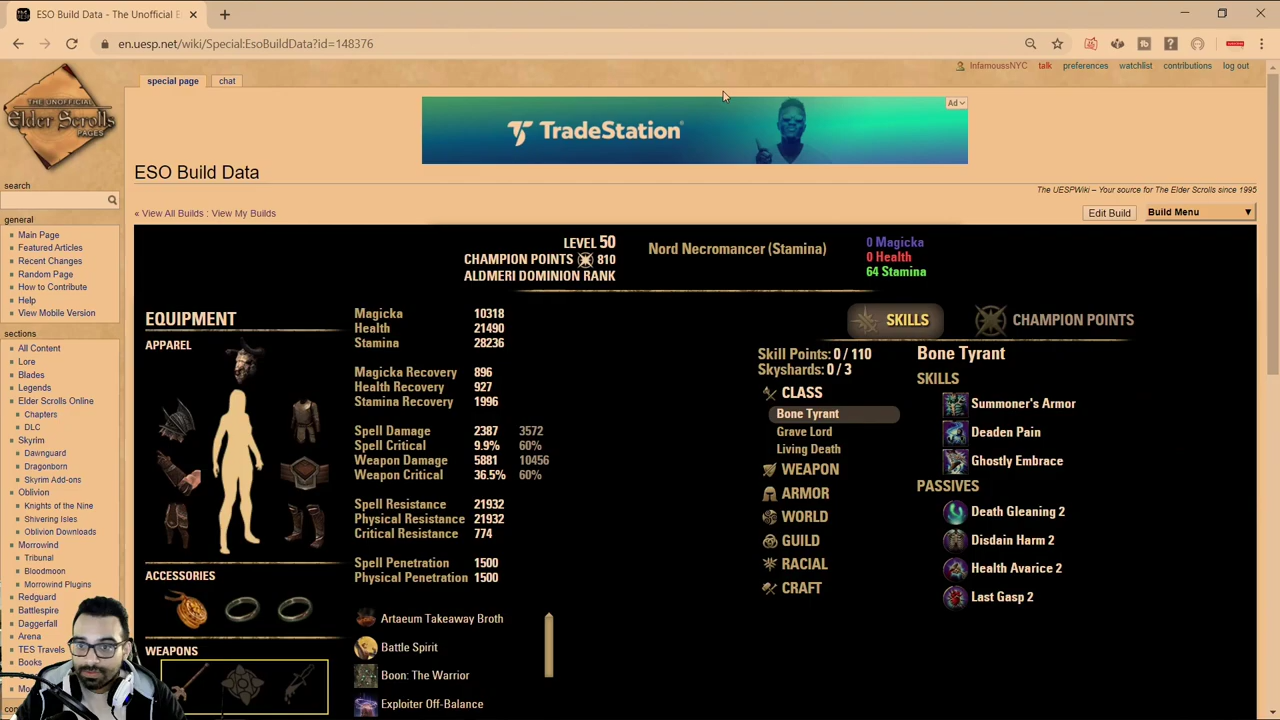 ESO Build Data - The Unofficial E
en.uesp.net/wiki/Special:EsoBuildData?id=148376
InfamoussNYC talk preferences watchlist contributions log out
special page chat
THE UNOFFICIAL
Elder Scrolls
PAGES
TradeStation
Ad
ESO Build Data
The UESPWiki – Your source for The Elder Scrolls since 1995
« View All Builds : View My Builds
Edit Build
Build Menu
search
general
Main Page
Featured Articles
Recent Changes
Random Page
How to Contribute
Help
View Mobile Version
sections
All Content
Lore
Blades
Legends
Elder Scrolls Online
Chapters
DLC
Skyrim
Dawnguard
Dragonborn
Skyrim Add-ons
Oblivion
Knights of the Nine
Shivering Isles
Oblivion Downloads
Morrowind
Tribunal
Bloodmoon
Morrowind Plugins
Redguard
Battlespire
Daggerfall
Arena
TES Travels
Books
LEVEL 50
CHAMPION POINTS 810
ALDMERI DOMINION RANK
Nord Necromancer (Stamina)
0 Magicka
0 Health
64 Stamina
EQUIPMENT
APPAREL
ACCESSORIES
WEAPONS
Magicka 10318
Health 21490
Stamina 28236
Magicka Recovery 896
Health Recovery 927
Stamina Recovery 1996
Spell Damage 2387 3572
Spell Critical 9.9% 60%
Weapon Damage 5881 10456
Weapon Critical 36.5% 60%
Spell Resistance 21932
Physical Resistance 21932
Critical Resistance 774
Spell Penetration 1500
Physical Penetration 1500
Artaeum Takeaway Broth
Battle Spirit
Boon: The Warrior
Exploiter Off-Balance
SKILLS
CHAMPION POINTS
Skill Points: 0 / 110
Skyshards: 0 / 3
CLASS
Bone Tyrant
Grave Lord
Living Death
WEAPON
ARMOR
WORLD
GUILD
RACIAL
CRAFT
Bone Tyrant
SKILLS
Summoner's Armor
Deaden Pain
Ghostly Embrace
PASSIVES
Death Gleaning 2
Disdain Harm 2
Health Avarice 2
Last Gasp 2